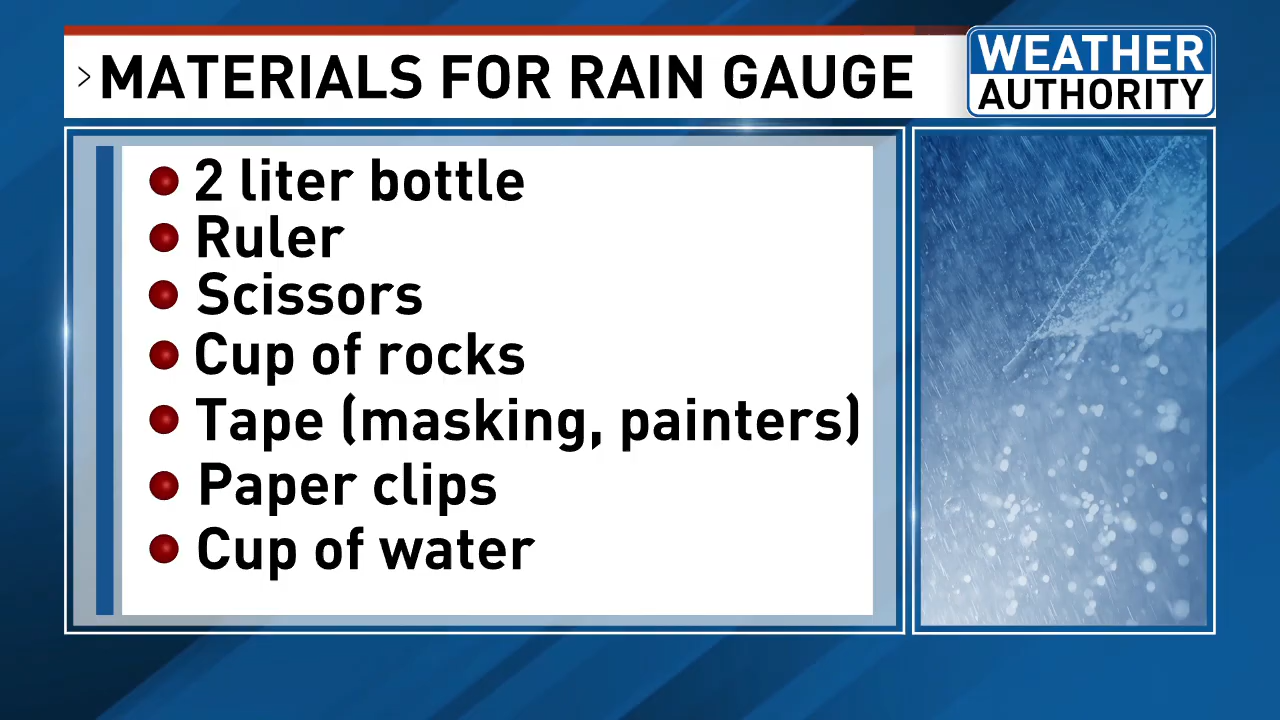 MATERIALS FOR RAIN GAUGE
WEATHER
AUTHORITY
2 liter bottle
Ruler
Scissors
Cup of rocks
Tape (masking, painters)
Paper clips
Cup of water